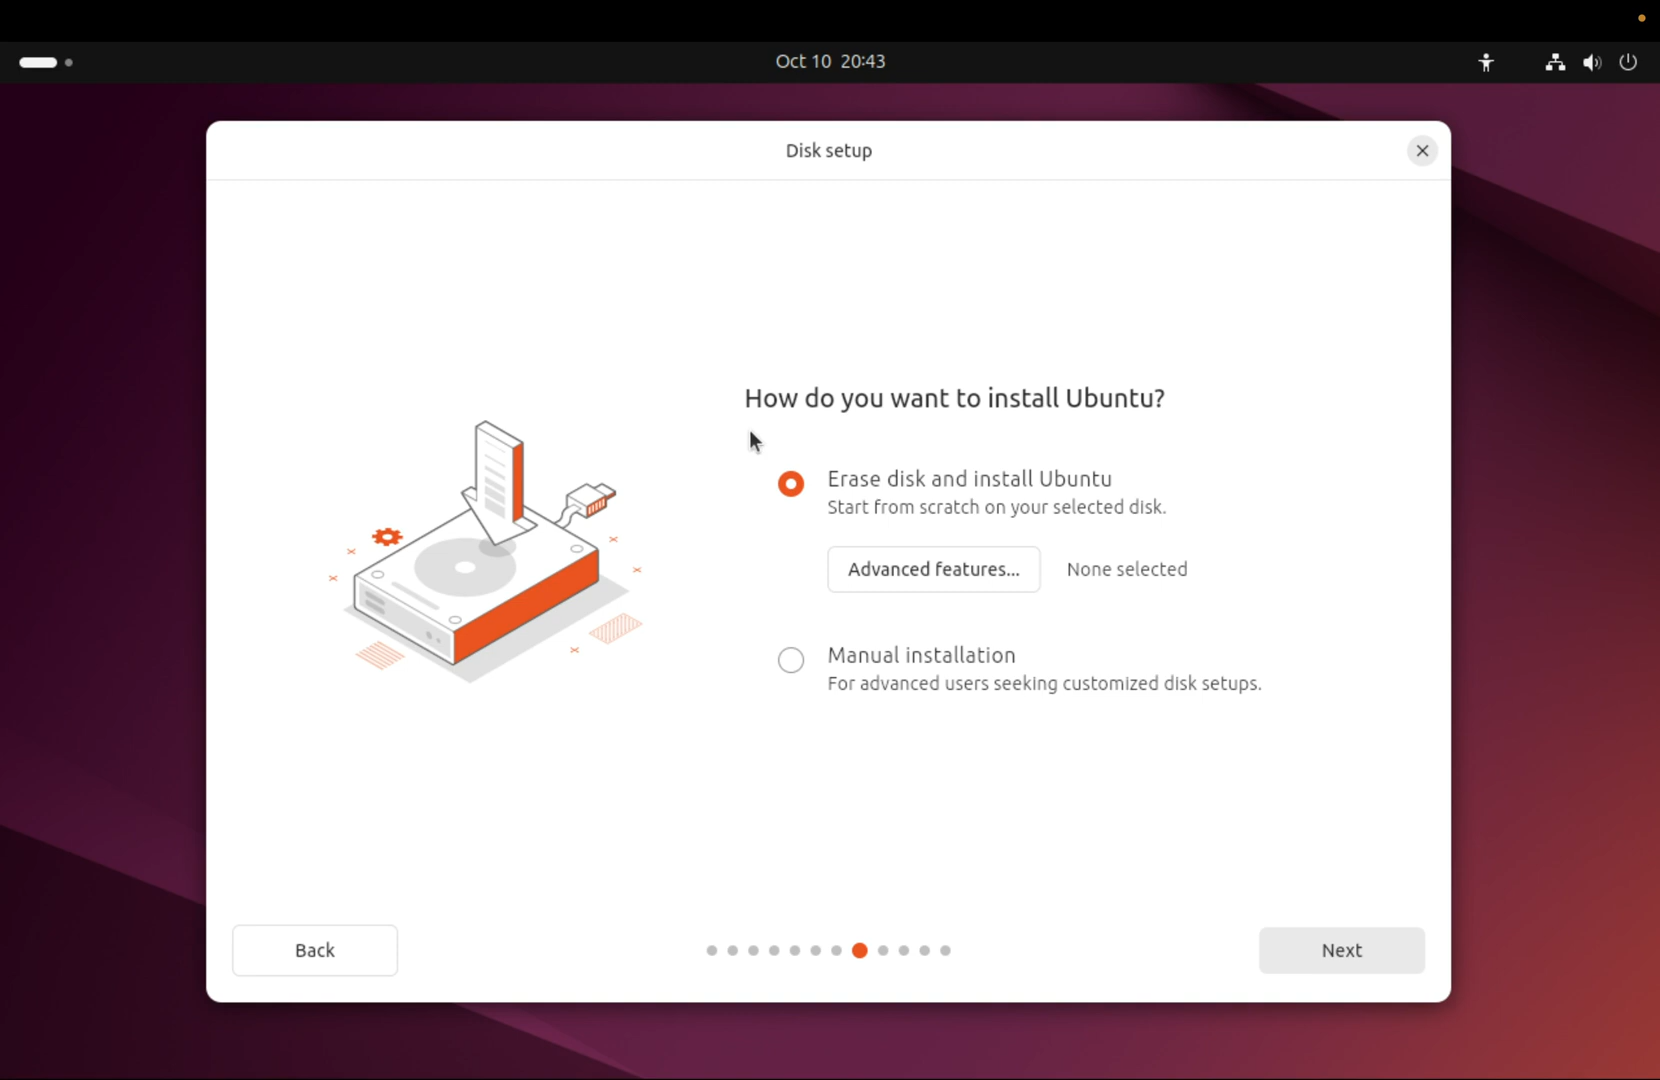 Oct 10 20:43
Disk setup
How do you want to install Ubuntu?
Erase disk and install Ubuntu
Start from scratch on your selected disk.
Advanced features... None selected
Manual installation
For advanced users seeking customized disk setups.
Back Next